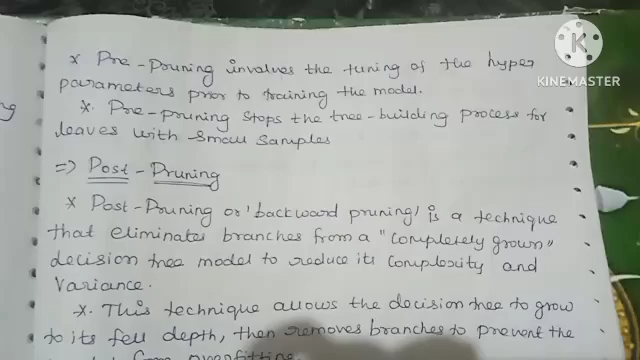 * Pre-Pruning involves the tuning of the hyper
parameters prior to training the model.
*. Pre-pruning stops the tree-building process for
leaves with small samples
=> Post-Pruning
* Post-Pruning or 'backward pruning' is a technique
that eliminates branches from a "completely grown"
decision tree model to reduce its complexity and
Variance.
*. This technique allows the decision tree to grow
to its full depth, then removes branches to prevent the
from overfitting.
KINEMASTER